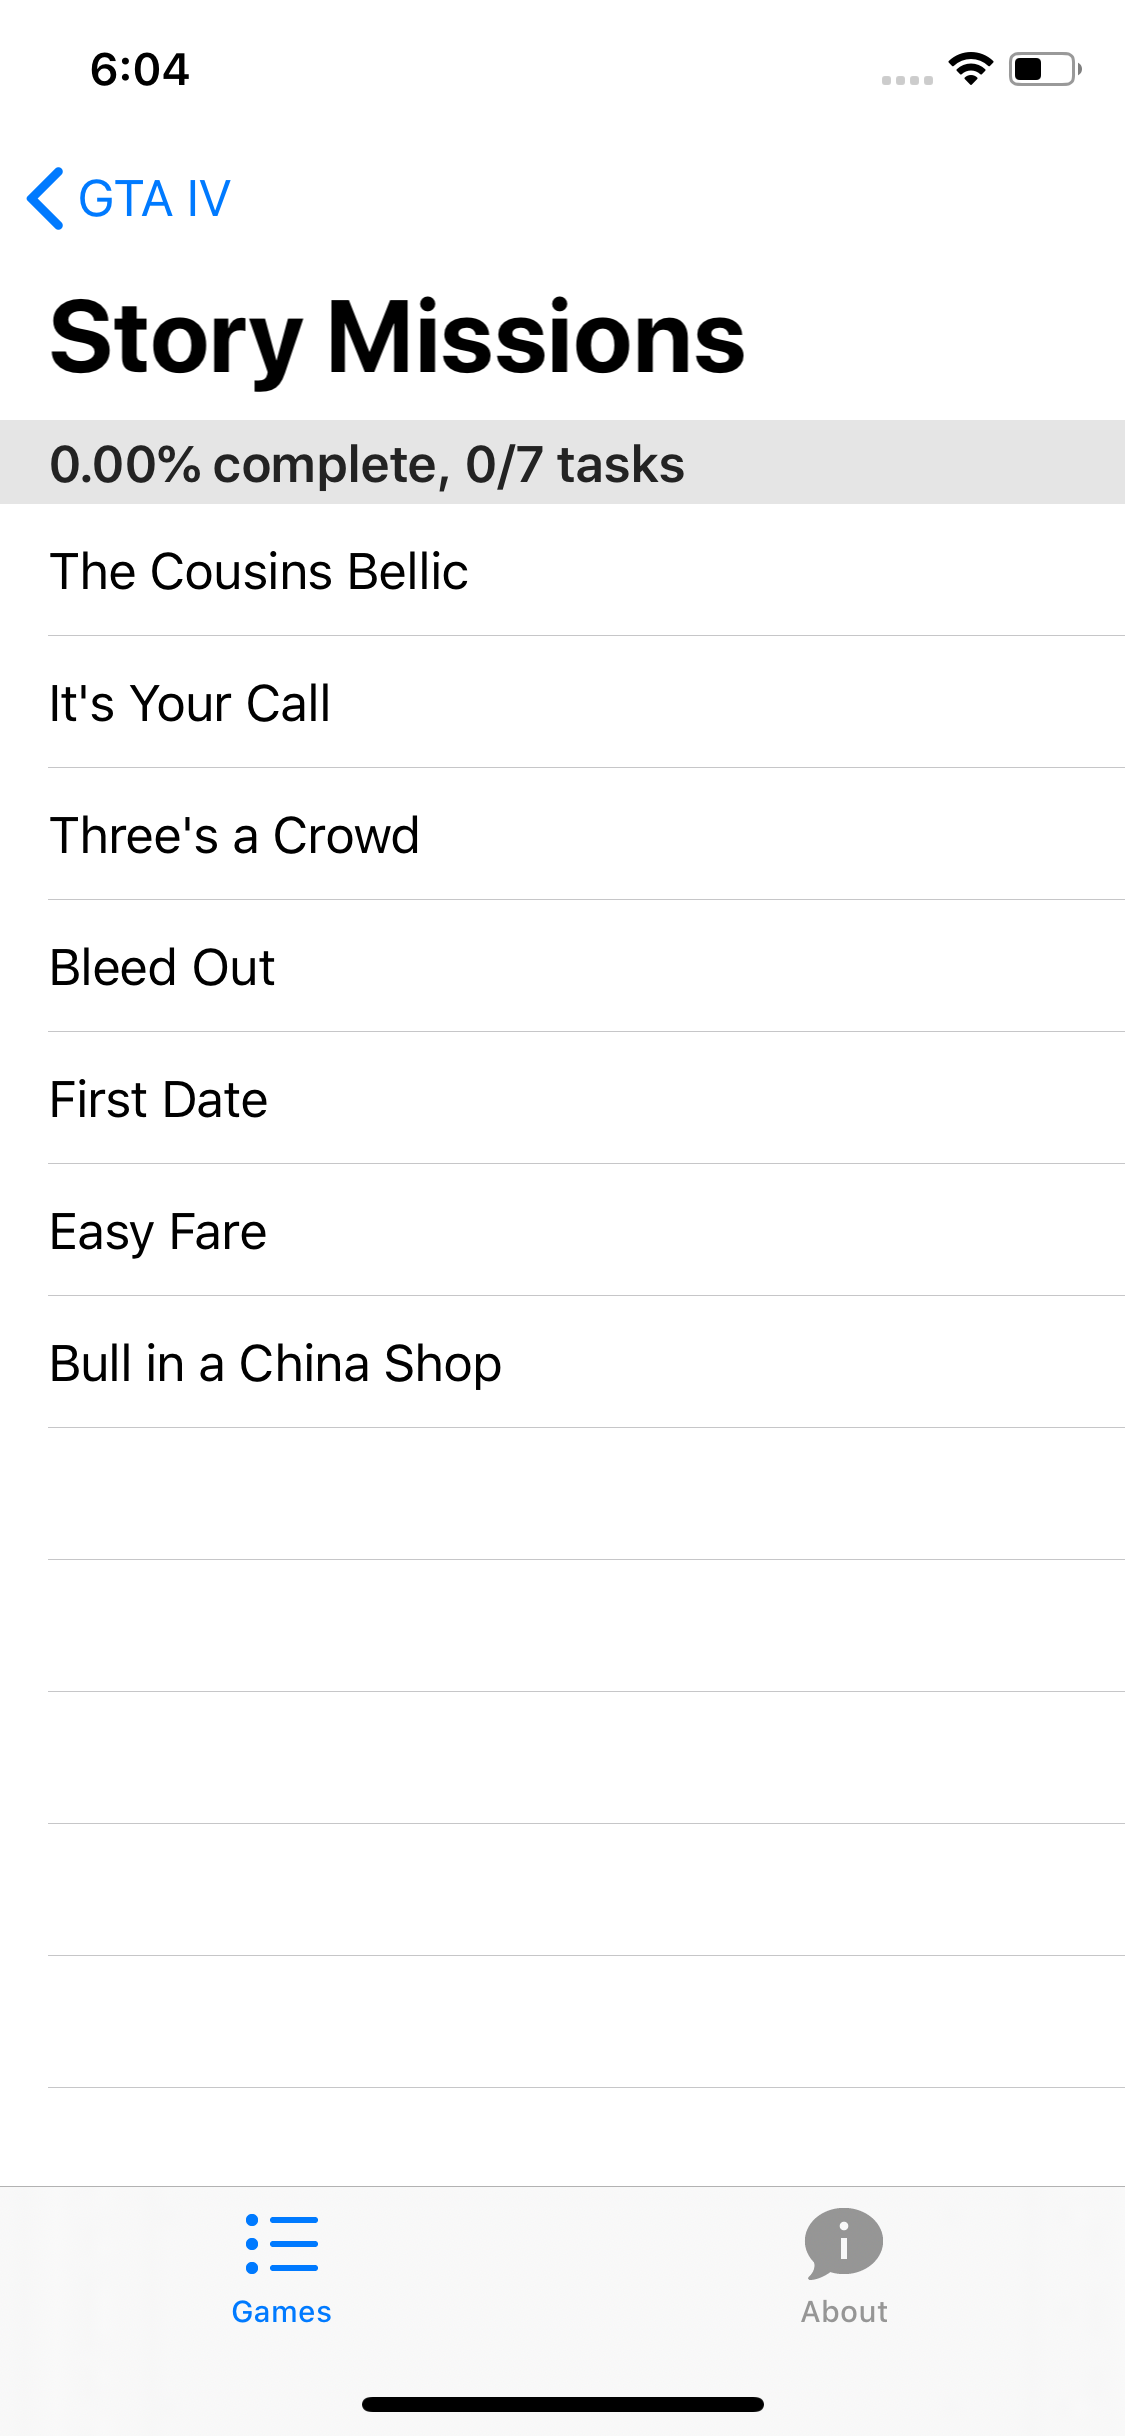 6:04
GTA IV
Story Missions
0.00% complete, 0/7 tasks
The Cousins Bellic
It's Your Call
Three's a Crowd
Bleed Out
First Date
Easy Fare
Bull in a China Shop
Games
About